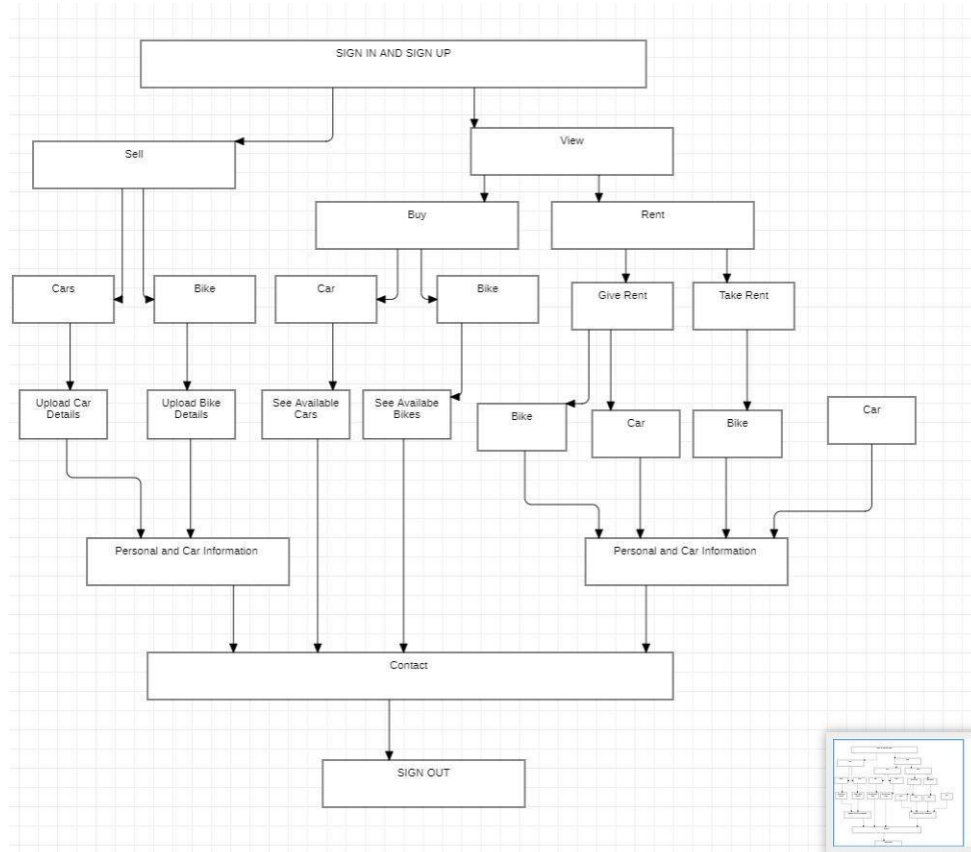 SIGN IN AND SIGN UP
View
Sell
Buy
Rent
Cars
Bike
Car
Bike
Give Rent
Take Rent
Upload Car
Details
Upload Bike
Details
See Available
Cars
See Availabe
Bikes
Bike
Car
Bike
Car
Personal and Car Information
Personal and Car Information
Contact
SIGN OUT